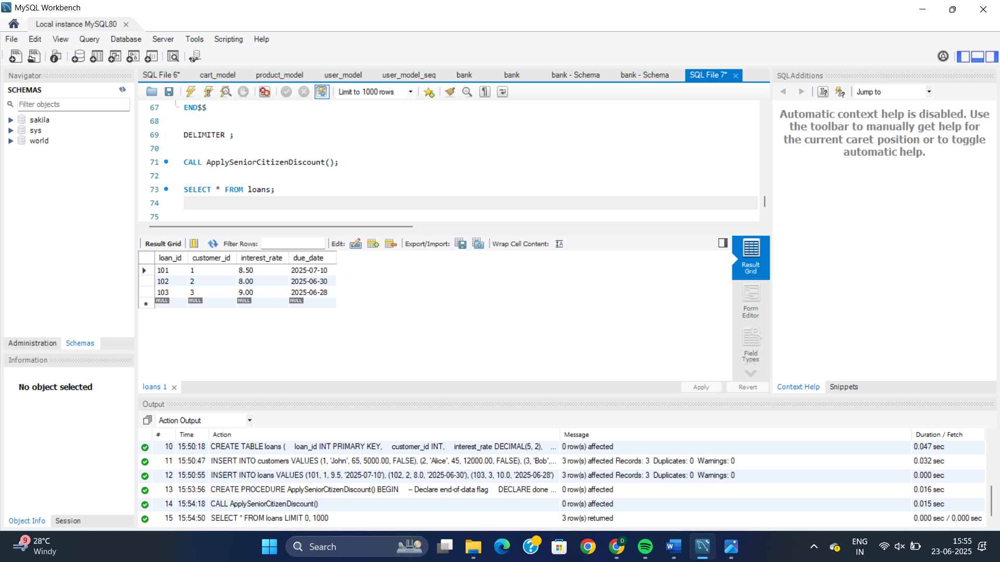 MySQL Workbench
Local instance MySQL80
File Edit View Query Database Server Tools Scripting Help
Navigator
SCHEMAS
Filter objects
sakila
sys
world
Administration Schemas
Information
No object selected
Object Info Session
SQL File 6* cart_model product_model user_model user_model_seq bank bank bank - Schema bank - Schema SQL File 7*
Limit to 1000 rows
67 END$$
68
69 DELIMITER ;
70
71 CALL ApplySeniorCitizenDiscount();
72
73 SELECT * FROM loans;
74
75
Result Grid Filter Rows: Edit: Export/Import: Wrap Cell Content:
loan_id customer_id interest_rate due_date
101 1 8.50 2025-07-10
102 2 8.00 2025-06-30
103 3 9.00 2025-06-28
NULL NULL NULL NULL
Result
Grid
Form
Editor
Field
Types
loans 1
Apply Revert
SQLAdditions
Jump to
Automatic context help is disabled. Use
the toolbar to manually get help for
the current caret position or to toggle
automatic help.
Context Help Snippets
Output
Action Output
# Time Action Message Duration / Fetch
10 15:50:18 CREATE TABLE loans ( loan_id INT PRIMARY KEY, customer_id INT, interest_rate DECIMAL(5, 2), ... 0 row(s) affected 0.047 sec
11 15:50:47 INSERT INTO customers VALUES (1, 'John', 65, 5000.00, FALSE), (2, 'Alice', 45, 12000.00, FALSE), (3, 'Bob',... 3 row(s) affected Records: 3 Duplicates: 0 Warnings: 0 0.032 sec
12 15:50:55 INSERT INTO loans VALUES (101, 1, 9.5, '2025-07-10'), (102, 2, 8.0, '2025-06-30'), (103, 3, 10.0, '2025-06-28') 3 row(s) affected Records: 3 Duplicates: 0 Warnings: 0 0.000 sec
13 15:53:56 CREATE PROCEDURE ApplySeniorCitizenDiscount() BEGIN -- Declare end-of-data flag DECLARE done ... 0 row(s) affected 0.016 sec
14 15:54:18 CALL ApplySeniorCitizenDiscount() 0 row(s) affected 0.015 sec
15 15:54:50 SELECT * FROM loans LIMIT 0, 1000 3 row(s) returned 0.000 sec / 0.000 sec
9
28°C
Windy
Search
D
ENG
IN
15:55
23-06-2025